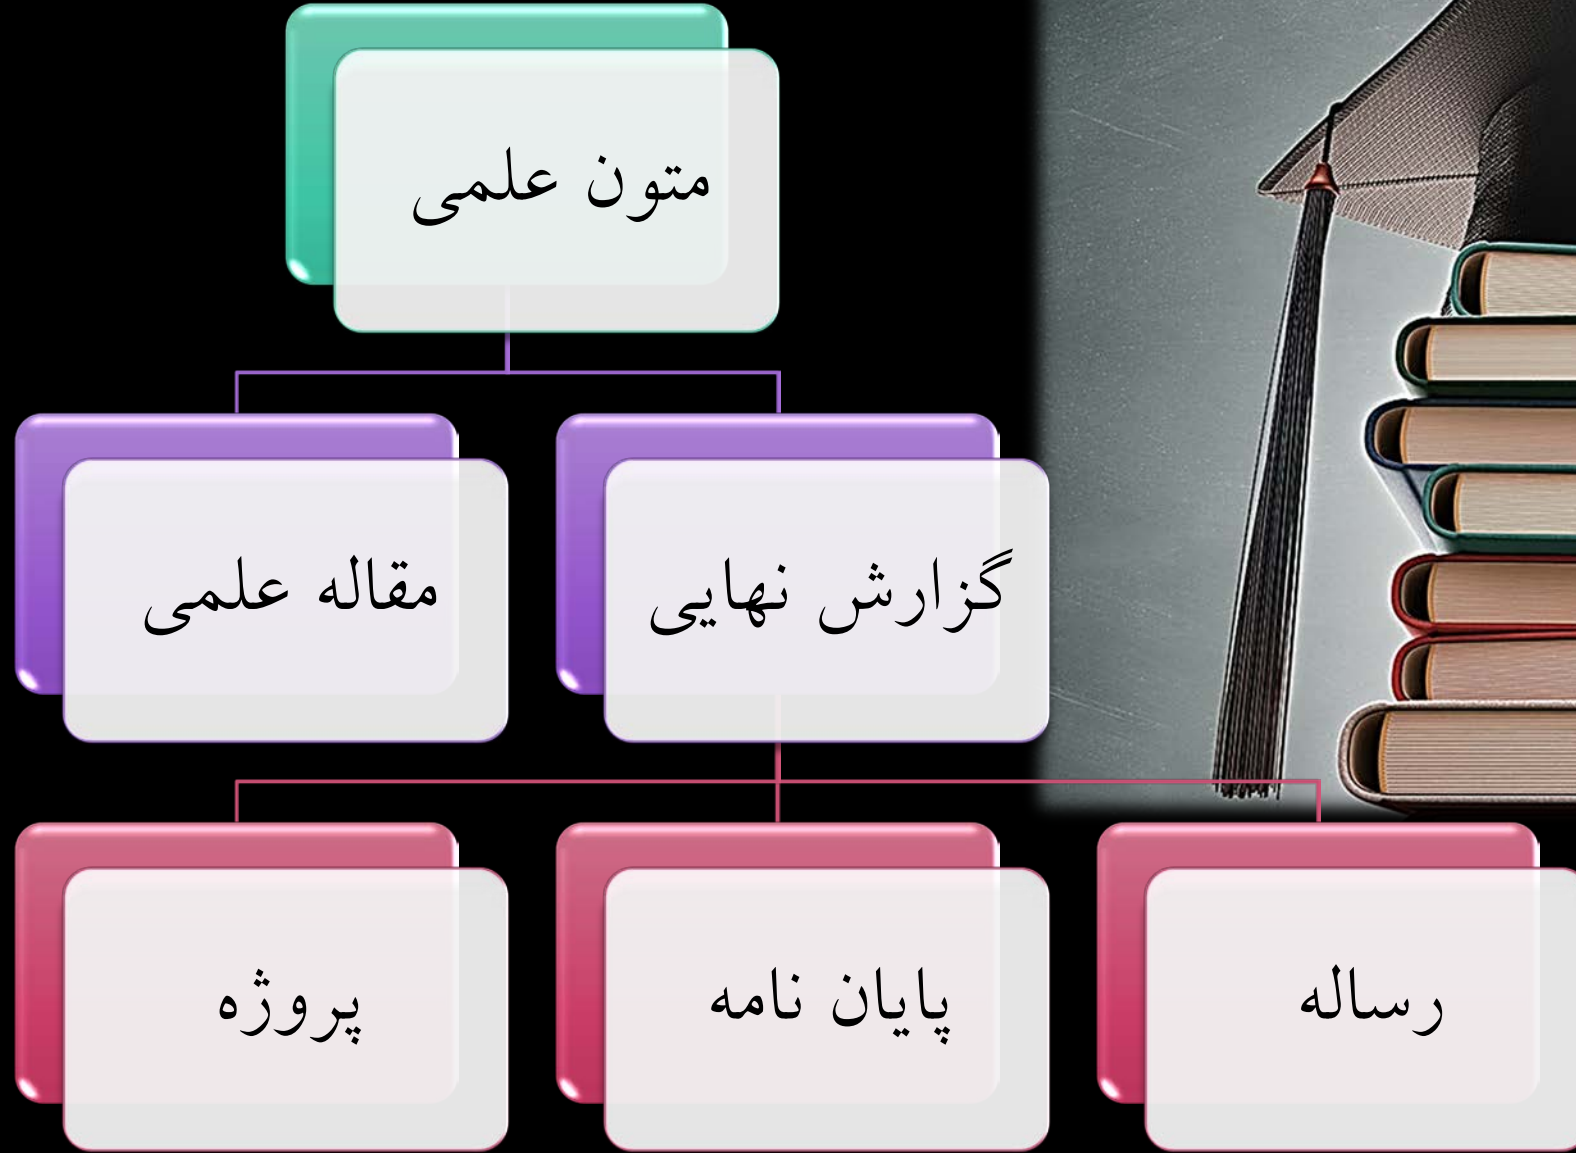 متون علمی
گزارش نهایی
مقاله علمی
رساله
پایان نامه
پروژه